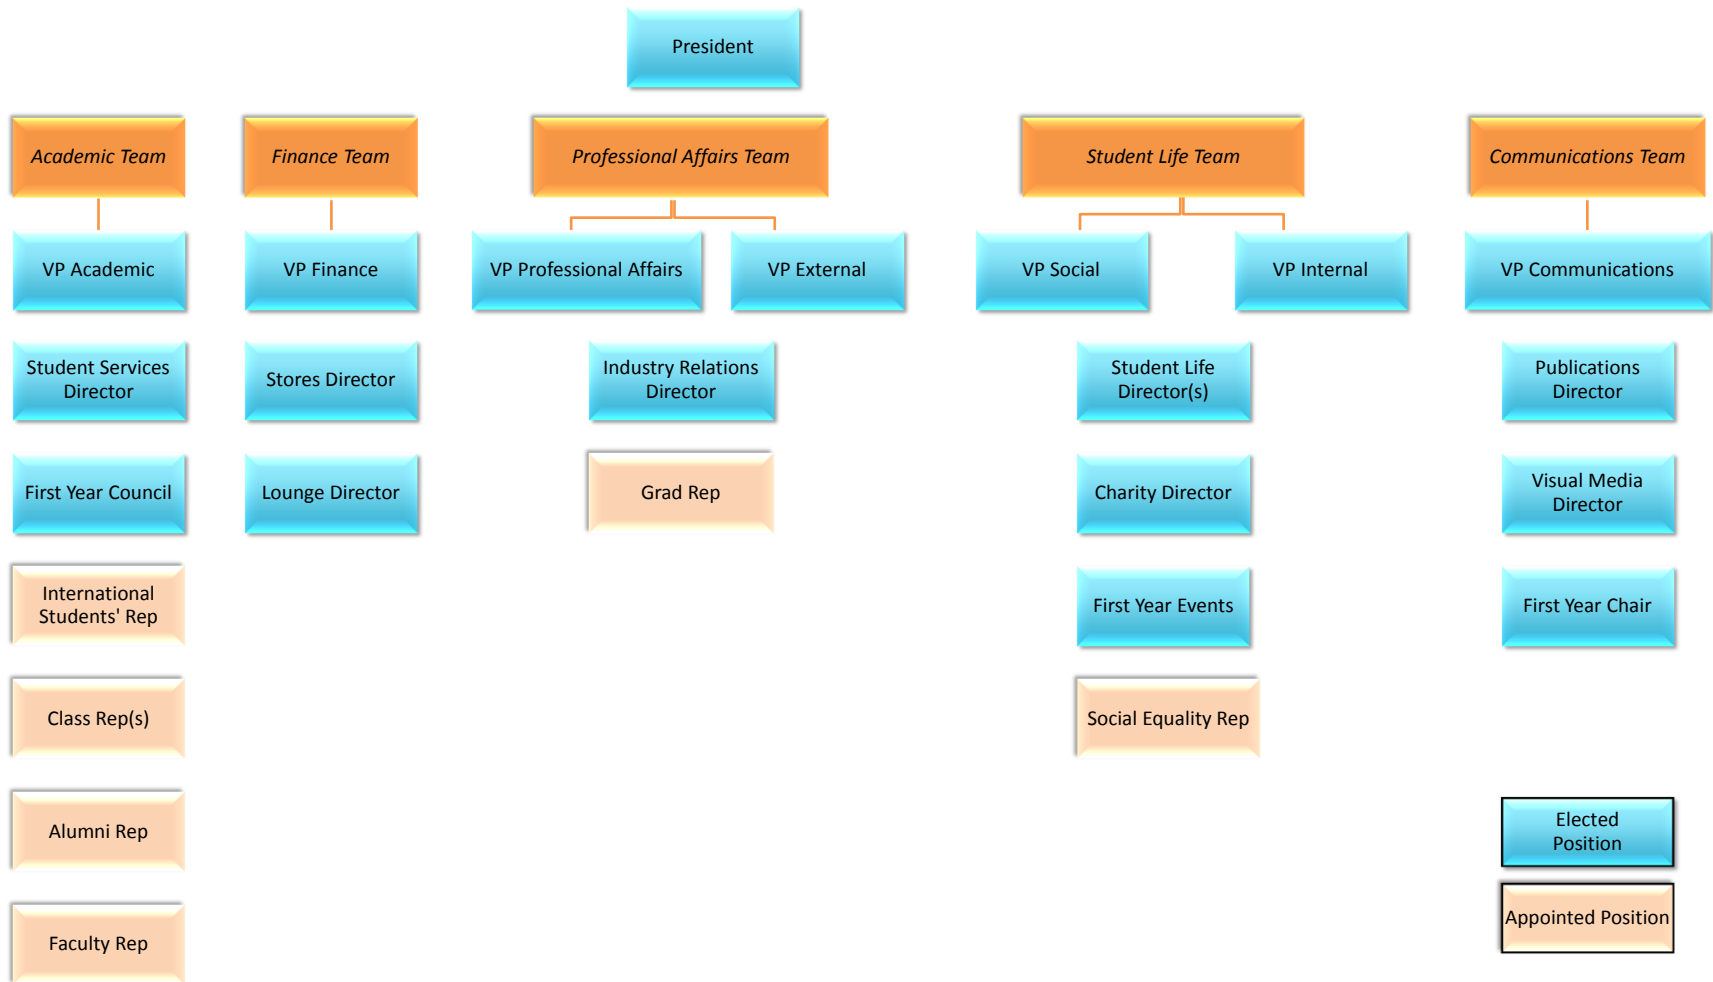 President
Academic Team
Finance Team
Professional Affairs Team
Student Life Team
Communications Team
VP Academic
VP Finance
VP Professional Affairs
VP External
VP Social
VP Internal
VP Communications
Student Services
Director
Stores Director
Industry Relations
Director
Student Life
Director(s)
Publications
Director
First Year Council
Lounge Director
Grad Rep
Charity Director
Visual Media
Director
International
Students' Rep
First Year Events
First Year Chair
Class Rep(s)
Social Equality Rep
Alumni Rep
Elected
Position
Faculty Rep
Appointed Position